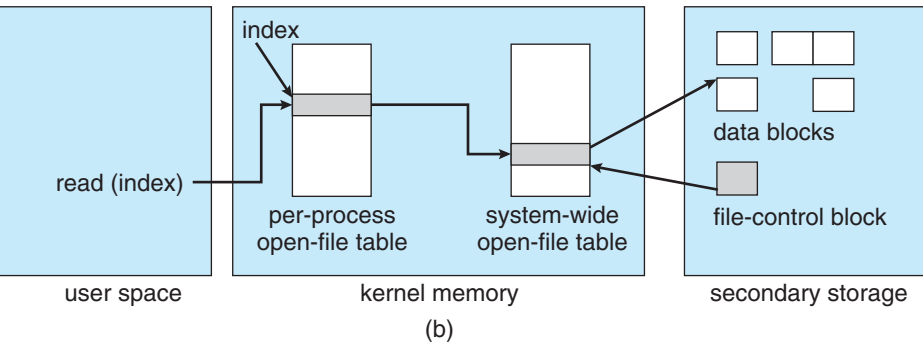 index
read (index)
per-process
open-file table
system-wide
open-file table
data blocks
file-control block
user space
kernel memory
secondary storage
(b)